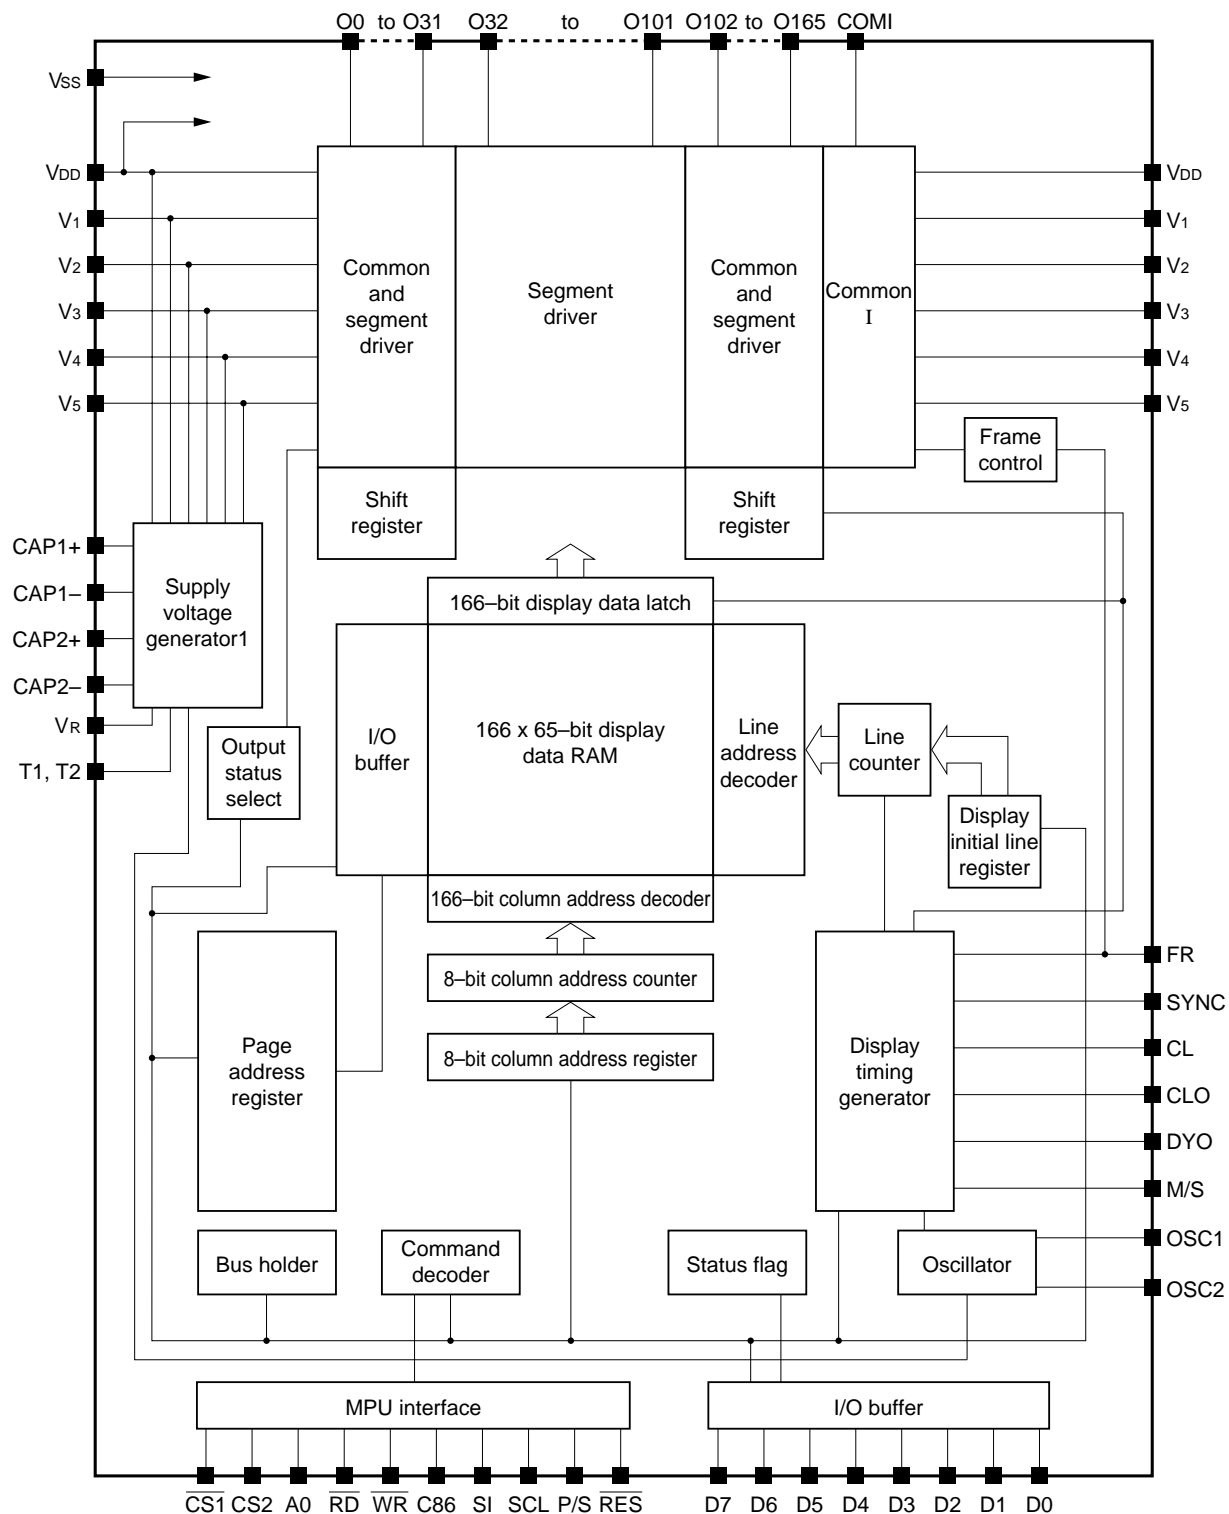 O0 to O31 O32 to O101 O102 to O165 COMI
VSS
VDD
V1
V2
V3
V4
V5
VDD
V1
V2
V3
V4
V5
Common
and
segment
driver
Segment
driver
Common
and
segment
driver
Common
I
Frame
control
Shift
register
Shift
register
CAP1+
CAP1–
CAP2+
CAP2–
VR
T1, T2
Supply
voltage
generator1
166–bit display data latch
Output
status
select
I/O
buffer
166 x 65–bit display
data RAM
Line
address
decoder
Line
counter
Display
initial line
register
166–bit column address decoder
8–bit column address counter
8–bit column address register
Page
address
register
Display
timing
generator
FR
SYNC
CL
CLO
DYO
M/S
OSC1
OSC2
Bus holder
Command
decoder
Status flag
Oscillator
MPU interface
I/O buffer
CS1 CS2 A0 RD WR C86 SI SCL P/S RES D7 D6 D5 D4 D3 D2 D1 D0